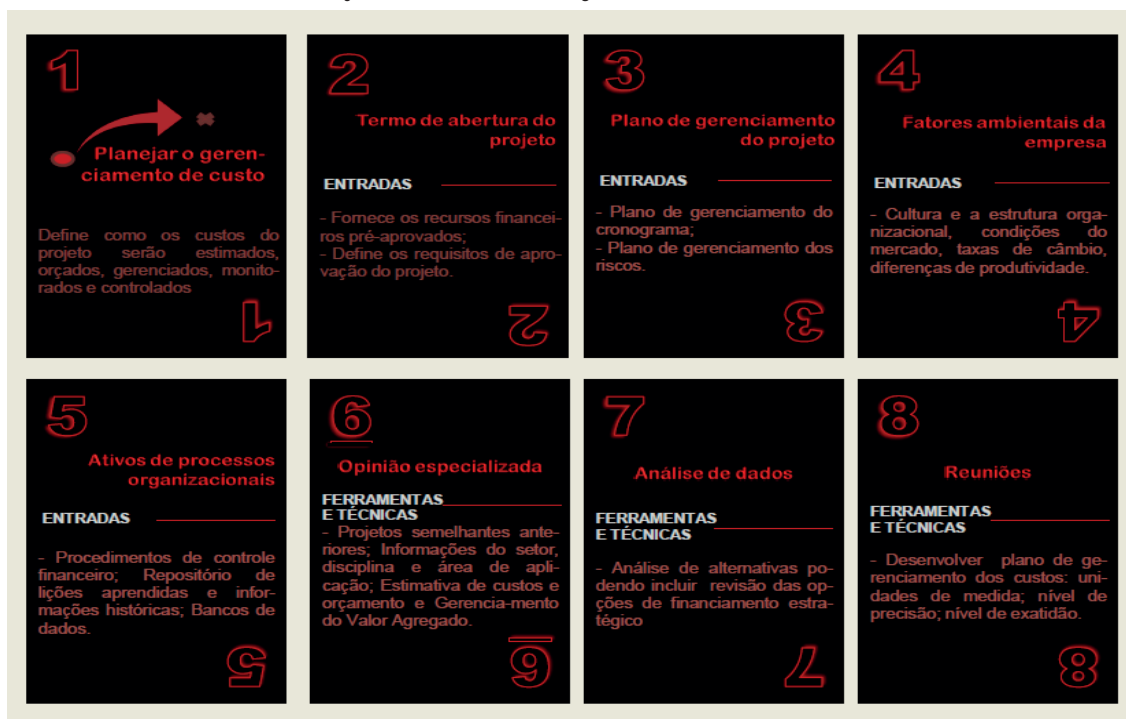 1
Planejar o geren-
ciamento de custo
Define como os custos do
projeto serão estimados,
orçados, gerenciados, monito-
rados e controlados
1
2
Termo de abertura do
projeto
ENTRADAS
- Fornece os recursos financei-
ros pré-aprovados;
- Define os requisitos de apro-
vação do projeto.
2
3
Plano de gerenciamento
do projeto
ENTRADAS
- Plano de gerenciamento do
cronograma;
- Plano de gerenciamento dos
riscos.
3
4
Fatores ambientais da
empresa
ENTRADAS
- Cultura e a estrutura orga-
nizacional, condições do
mercado, taxas de câmbio,
diferenças de produtividade.
4
5
Ativos de processos
organizacionais
ENTRADAS
- Procedimentos de controle
financeiro; Repositório de
lições aprendidas e infor-
mações históricas; Bancos de
dados.
5
6
Opinião especializada
FERRAMENTAS
E TÉCNICAS
- Projetos semelhantes ante-
riores; Informações do setor,
disciplina e área de apli-
cação; Estimativa de custos e
orçamento e Gerencia-mento
do Valor Agregado.
6
7
Análise de dados
FERRAMENTAS
E TÉCNICAS
- Análise de alternativas po-
dendo incluir revisão das op-
ções de financiamento estra-
tégico
7
8
Reuniões
FERRAMENTAS
E TÉCNICAS
- Desenvolver plano de ge-
renciamento dos custos: uni-
dades de medida; nível de
precisão; nível de exatidão.
8